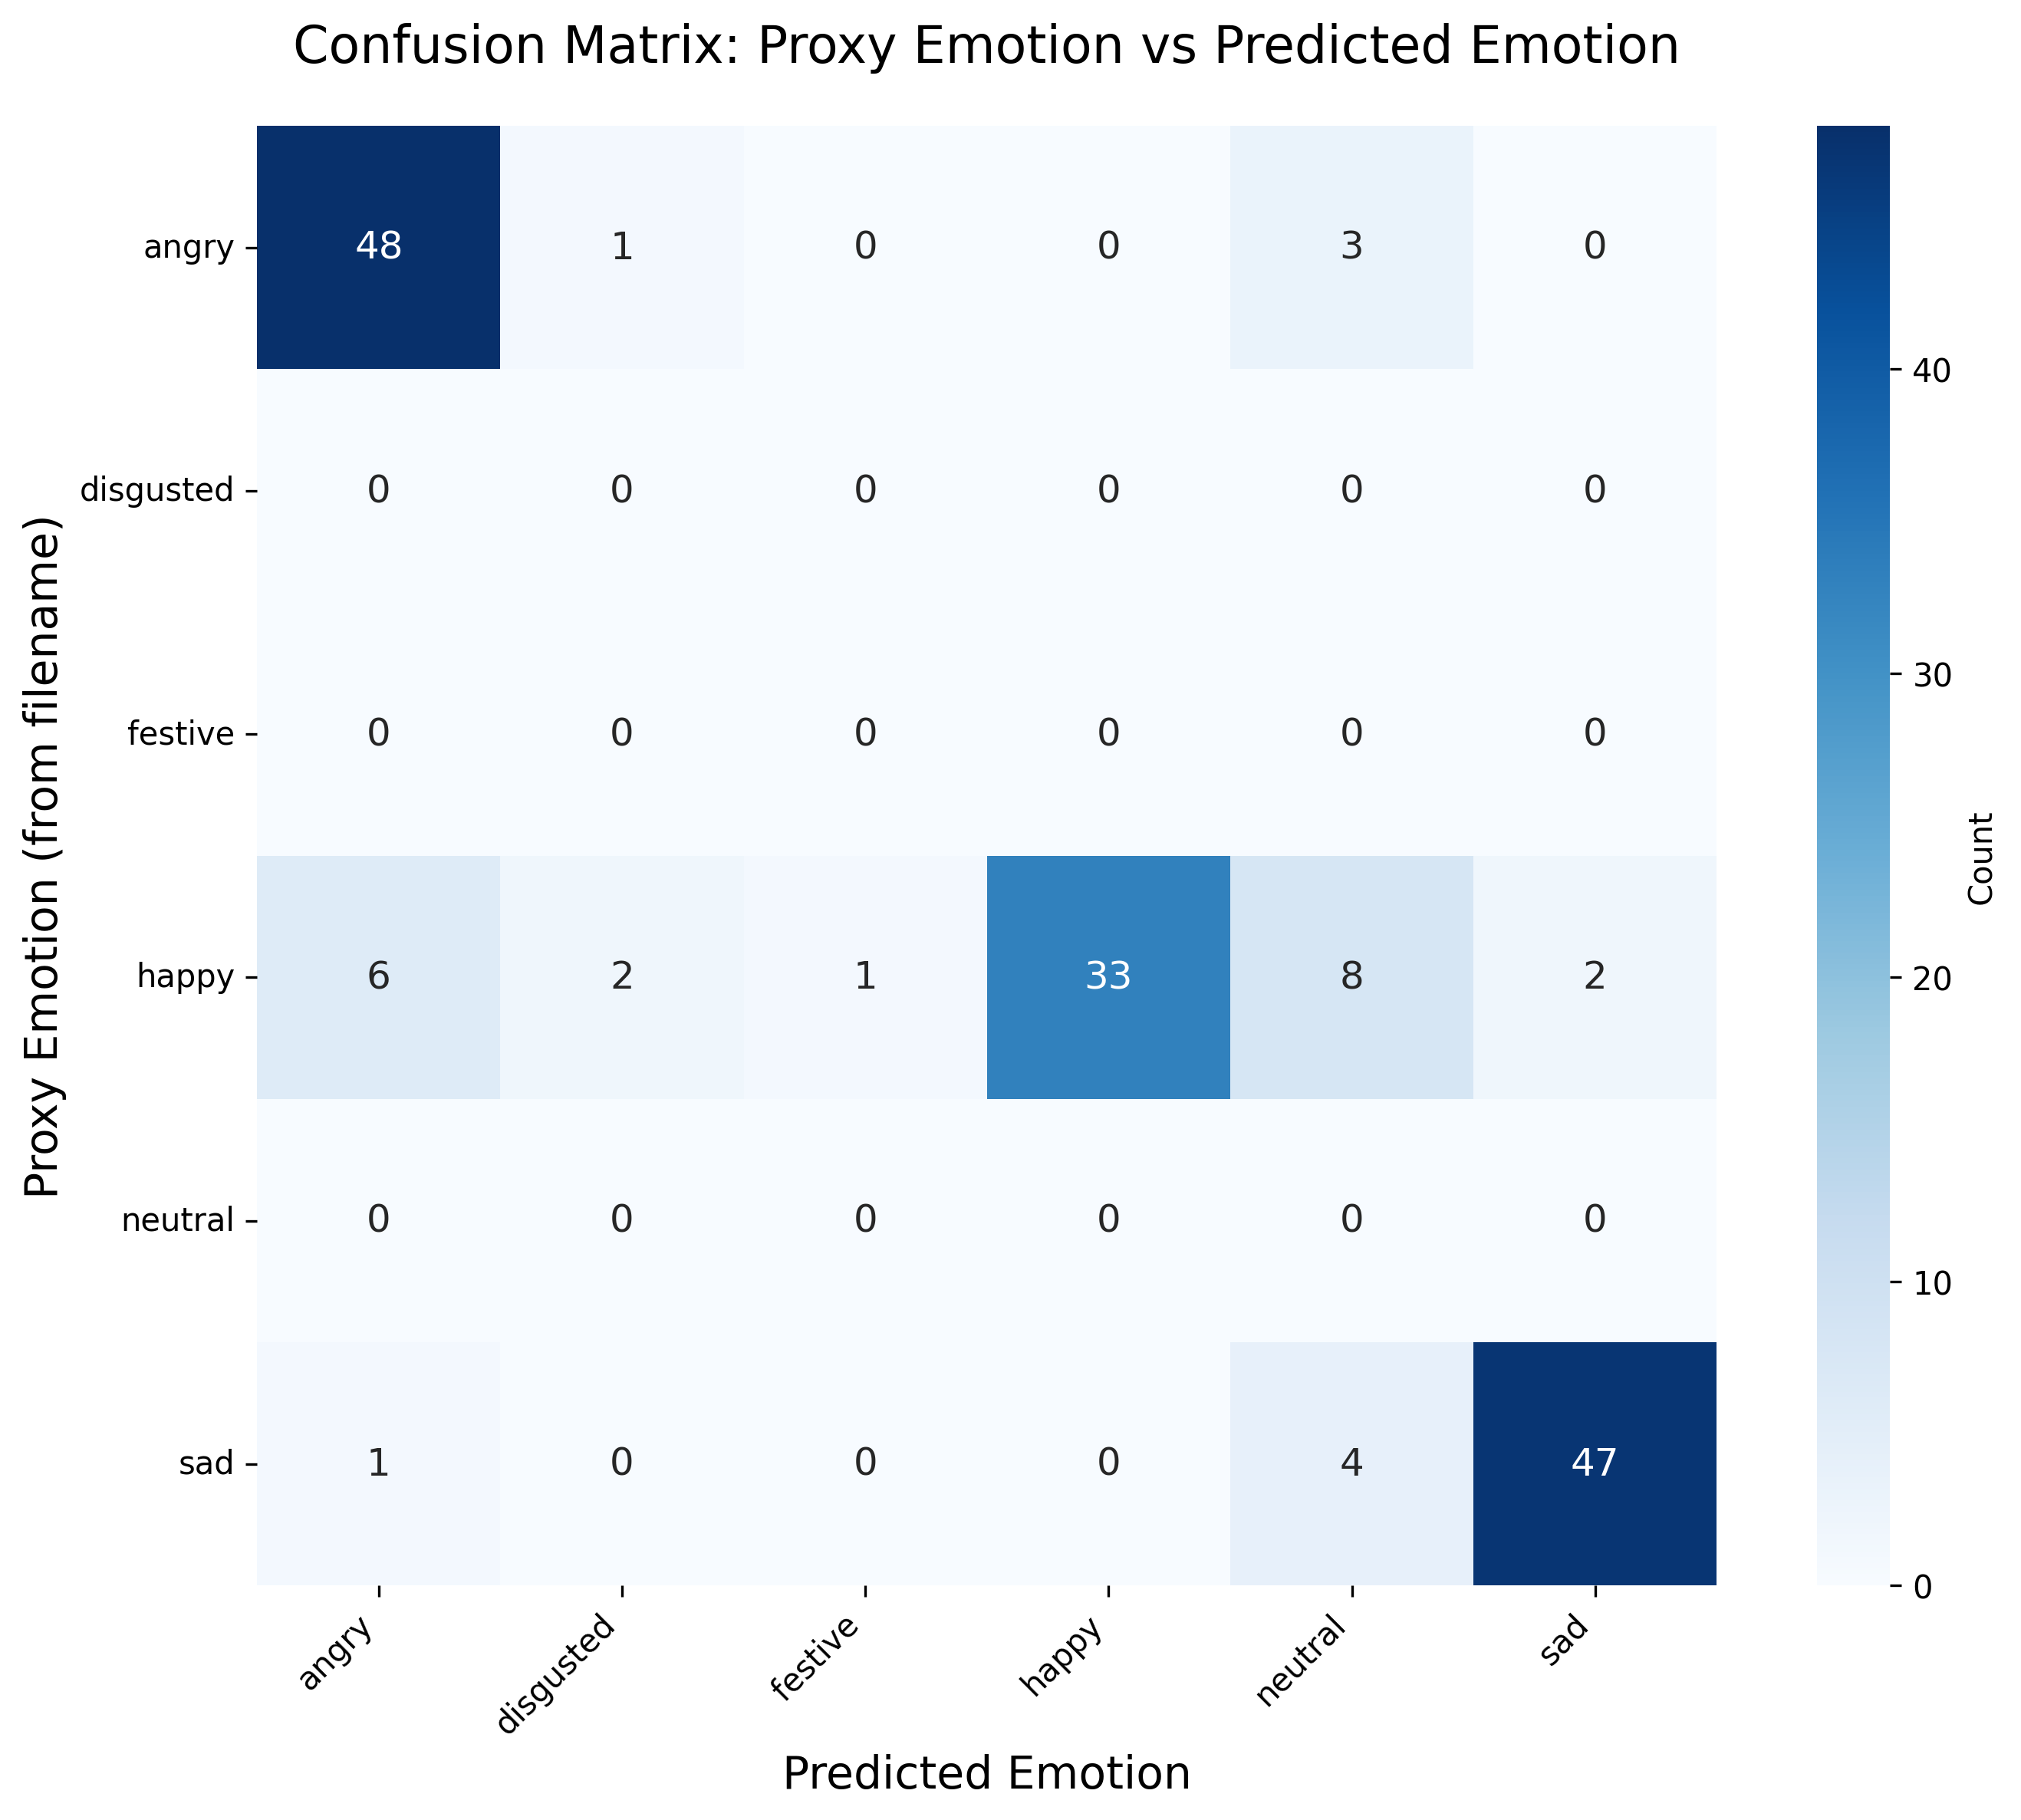 Confusion Matrix: Proxy Emotion vs Predicted Emotion
Proxy Emotion (from filename)
angry 48 1 0 0 3 0
disgusted 0 0 0 0 0 0
festive 0 0 0 0 0 0
happy 6 2 1 33 8 2
neutral 0 0 0 0 0 0
sad 1 0 0 0 4 47
angry disgusted festive happy neutral sad
Predicted Emotion
40
30
20
10
0
Count